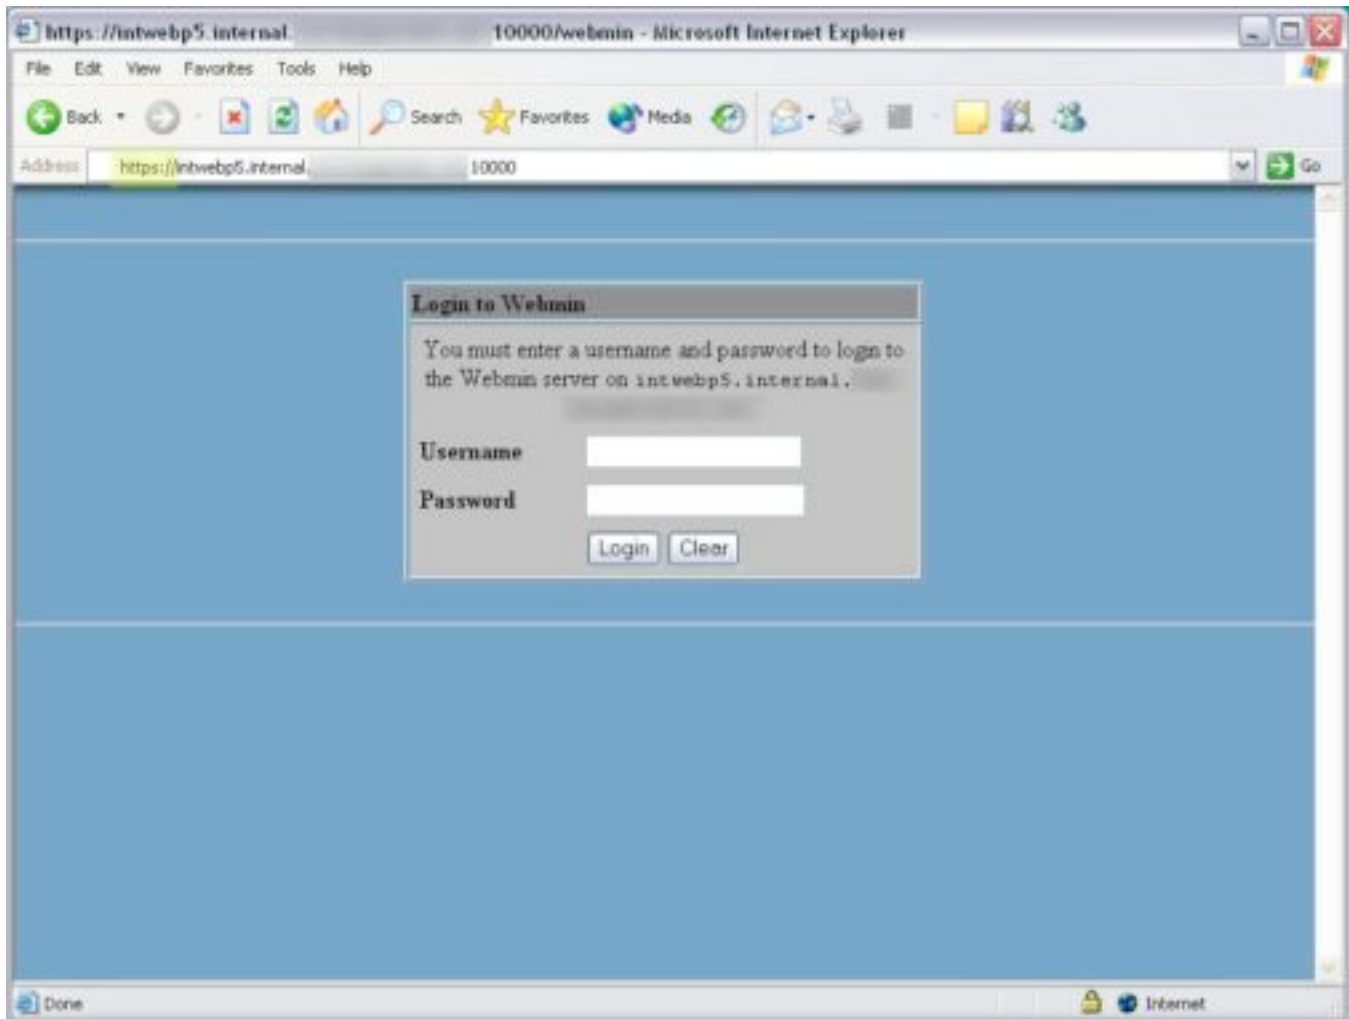 https://intwebp5.internal. 10000/webmin - Microsoft Internet Explorer
File Edit View Favorites Tools Help
Back Search Favorites Media
Address https://intwebp5.internal. 10000 Go
Login to Webmin
You must enter a username and password to login to
the Webmin server on intwebp5.internal.
Username
Password
Login Clear
Done Internet